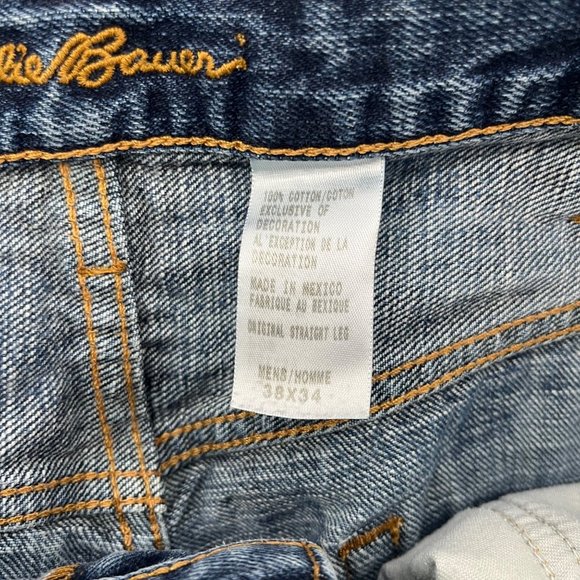 die Bauer
100% COTTON/COTON
EXCLUSIVE OF
DECORATION
AL'EXCEPTION DE LA
DECORATION
MADE IN MEXICO
FABRIQUE AU MEXIQUE
ORIGINAL STRAIGHT LEG
MENS/HOMME
38X34